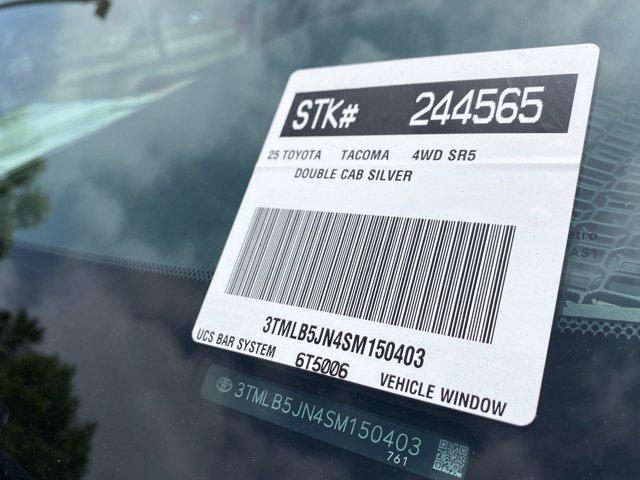 STK# 244565
25 TOYOTA TACOMA 4WD SR5
DOUBLE CAB SILVER
3TMLB5JN4SM150403
UCS BAR SYSTEM 6T5006 VEHICLE WINDOW
3TMLB5JN4SM150403
761
AS1